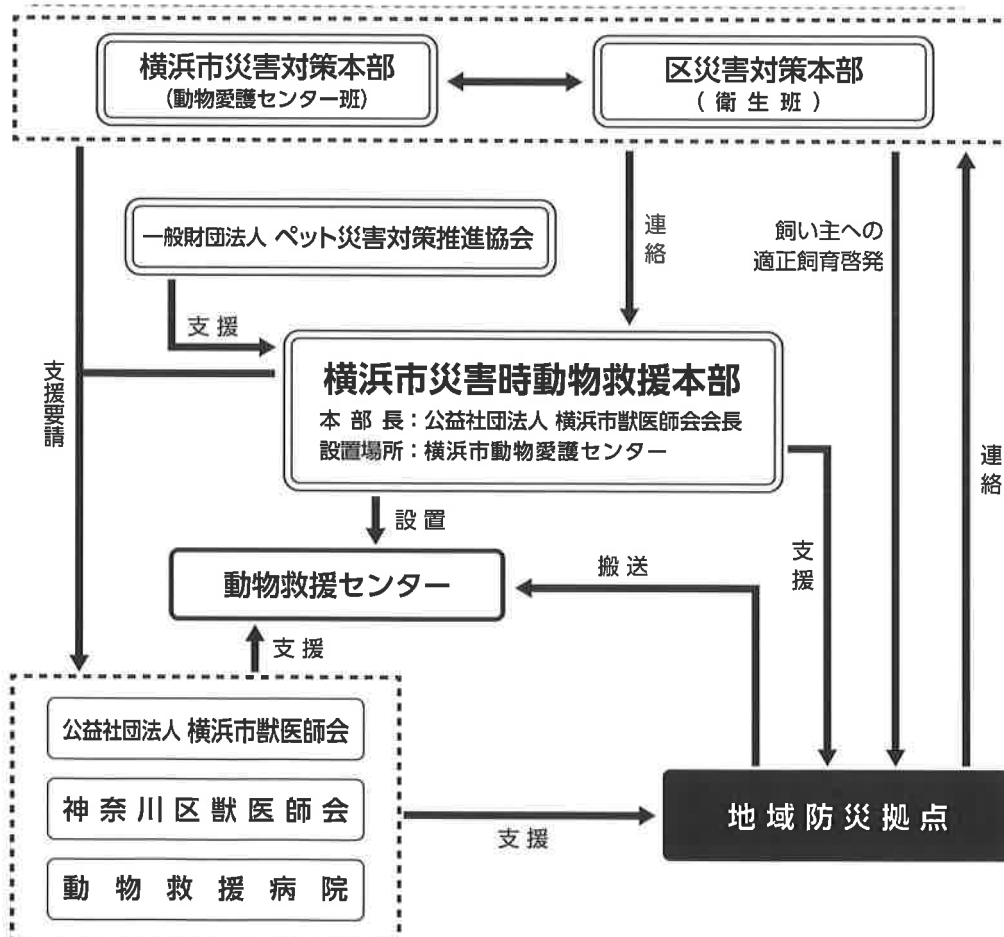 横浜市災害対策本部
(動物愛護センター班)
区災害対策本部
(衛生班)
一般財団法人 ペット災害対策推進協会
連絡
飼い主への
適正飼育啓発
支援
支援要請
横浜市災害時動物救援本部
本部長：公益社団法人 横浜市獣医師会会長
設置場所：横浜市動物愛護センター
連絡
設置
支援
動物救援センター
搬送
支援
公益社団法人 横浜市獣医師会
神奈川区獣医師会
動物救援病院
支援
地域防災拠点